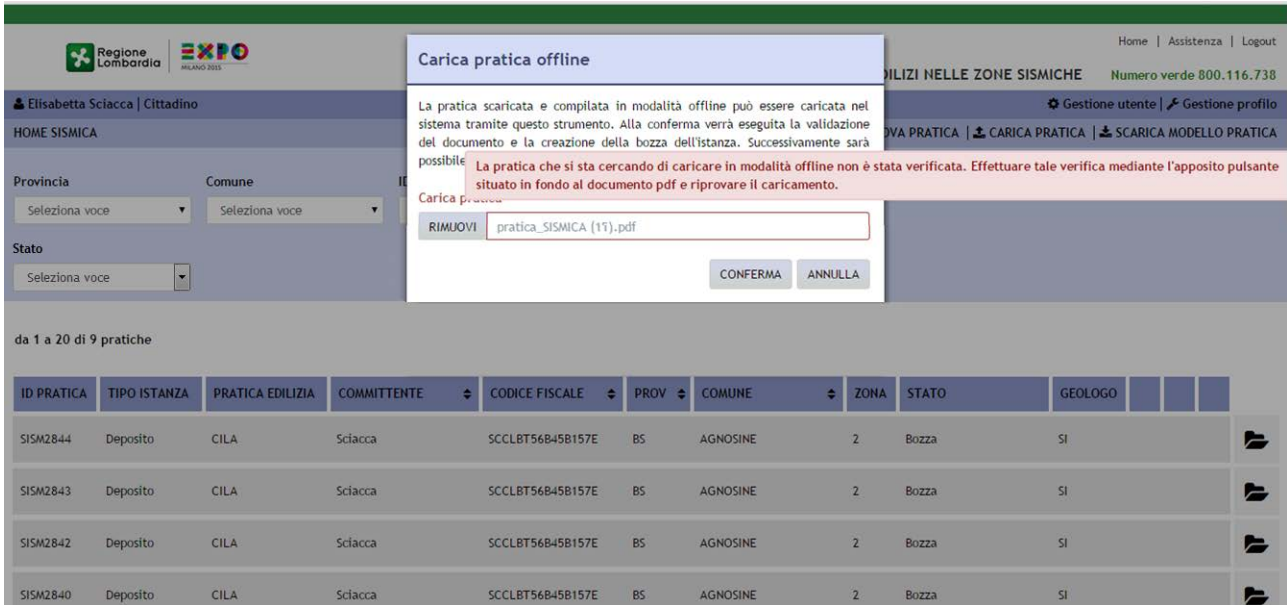 Regione
Lombardia
EXPO
MILANO 2015
Home | Assistenza | Logout
DILIZI NELLE ZONE SISMICHE Numero verde 800.116.738
Elisabetta Sciacca | Cittadino
Gestione utente | Gestione profilo
HOME SISMICA
OVA PRATICA | CARICA PRATICA | SCARICA MODELLO PRATICA
Carica pratica offline
La pratica scaricata e compilata in modalità offline può essere caricata nel
sistema tramite questo strumento. Alla conferma verrà eseguita la validazione
del documento e la creazione della bozza dell'istanza. Successivamente sarà
possibile
La pratica che si sta cercando di caricare in modalità offline non è stata verificata. Effettuare tale verifica mediante l'apposito pulsante
situato in fondo al documento pdf e riprovare il caricamento.
Carica pratica
RIMUOVI pratica_SISMICA (11).pdf
CONFERMA ANNULLA
Provincia Comune ID
Seleziona voce Seleziona voce
Stato
Seleziona voce
da 1 a 20 di 9 pratiche
ID PRATICA TIPO ISTANZA PRATICA EDILIZIA COMMITTENTE CODICE FISCALE PROV COMUNE ZONA STATO GEOLOGO
SISM2844 Deposito CILA Sciacca SCCLBT56B45B157E BS AGNOSINE 2 Bozza SI
SISM2843 Deposito CILA Sciacca SCCLBT56B45B157E BS AGNOSINE 2 Bozza SI
SISM2842 Deposito CILA Sciacca SCCLBT56B45B157E BS AGNOSINE 2 Bozza SI
SISM2840 Deposito CILA Sciacca SCCLBT56B45B157E BS AGNOSINE 2 Bozza SI